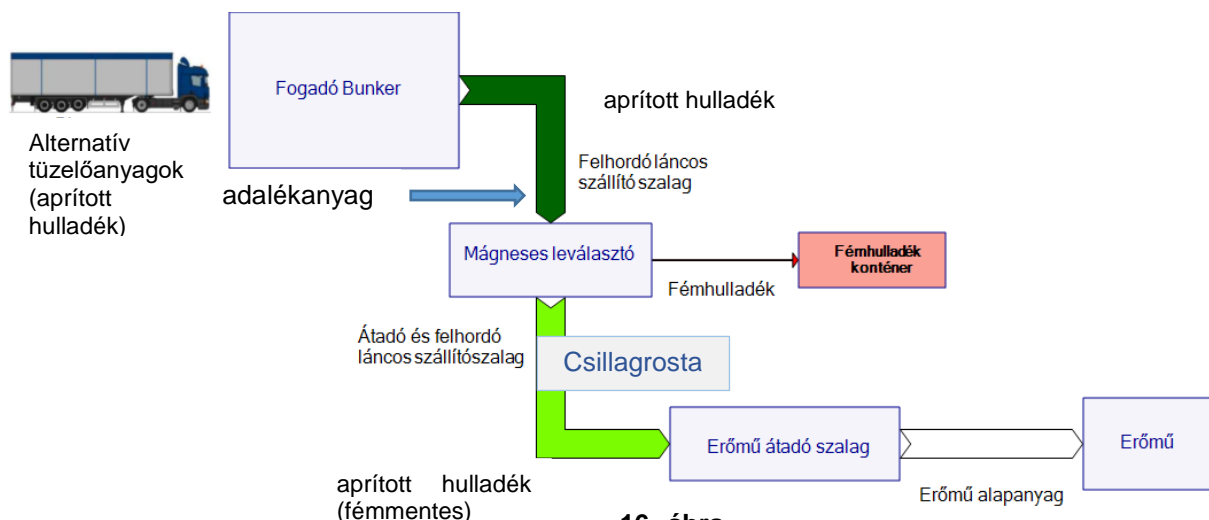 Fogadó Bunker
aprított hulladék
Alternatív
tüzelőanyagok
(aprított
hulladék)
Felhordó láncos
szállító szalag
adalékanyag
Mágneses leválasztó
Fémhulladék
konténer
Fémhulladék
Átadó és felhordó
láncos szállítószalag
Csillagrosta
Erőmű átadó szalag
Erőmű
Erőmű alapanyag
aprított hulladék
(fémmentes)